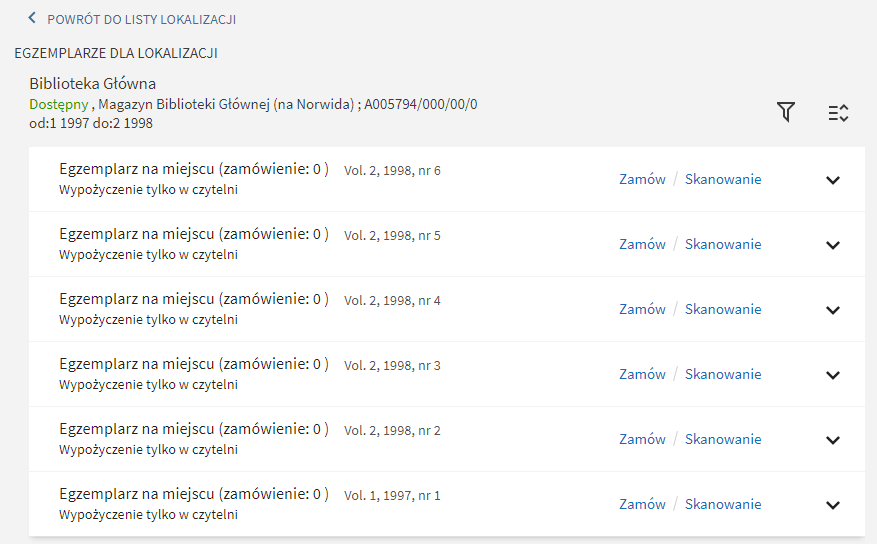 POWRÓT DO LISTY LOKALIZACJI
EGZEMPLARZE DLA LOKALIZACJI
Biblioteka Główna
Dostępny , Magazyn Biblioteki Głównej (na Norwida) ; A005794/000/00/0
od:1 1997 do:2 1998
Egzemplarz na miejscu (zamówienie: 0 ) Vol. 2, 1998, nr 6 Zamów / Skanowanie
Wypożyczenie tylko w czytelni
Egzemplarz na miejscu (zamówienie: 0 ) Vol. 2, 1998, nr 5 Zamów / Skanowanie
Wypożyczenie tylko w czytelni
Egzemplarz na miejscu (zamówienie: 0 ) Vol. 2, 1998, nr 4 Zamów / Skanowanie
Wypożyczenie tylko w czytelni
Egzemplarz na miejscu (zamówienie: 0 ) Vol. 2, 1998, nr 3 Zamów / Skanowanie
Wypożyczenie tylko w czytelni
Egzemplarz na miejscu (zamówienie: 0 ) Vol. 2, 1998, nr 2 Zamów / Skanowanie
Wypożyczenie tylko w czytelni
Egzemplarz na miejscu (zamówienie: 0 ) Vol. 1, 1997, nr 1 Zamów / Skanowanie
Wypożyczenie tylko w czytelni